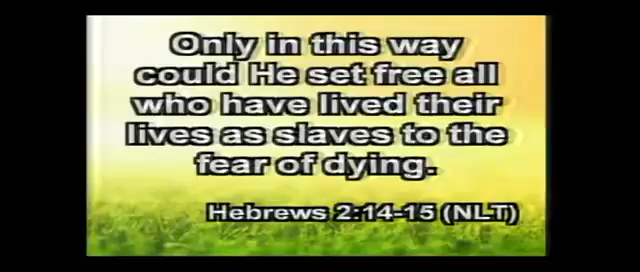 Only in this way
could He set free all
who have lived their
lives as slaves to the
fear of dying.
Hebrews 2:14-15 (NLT)